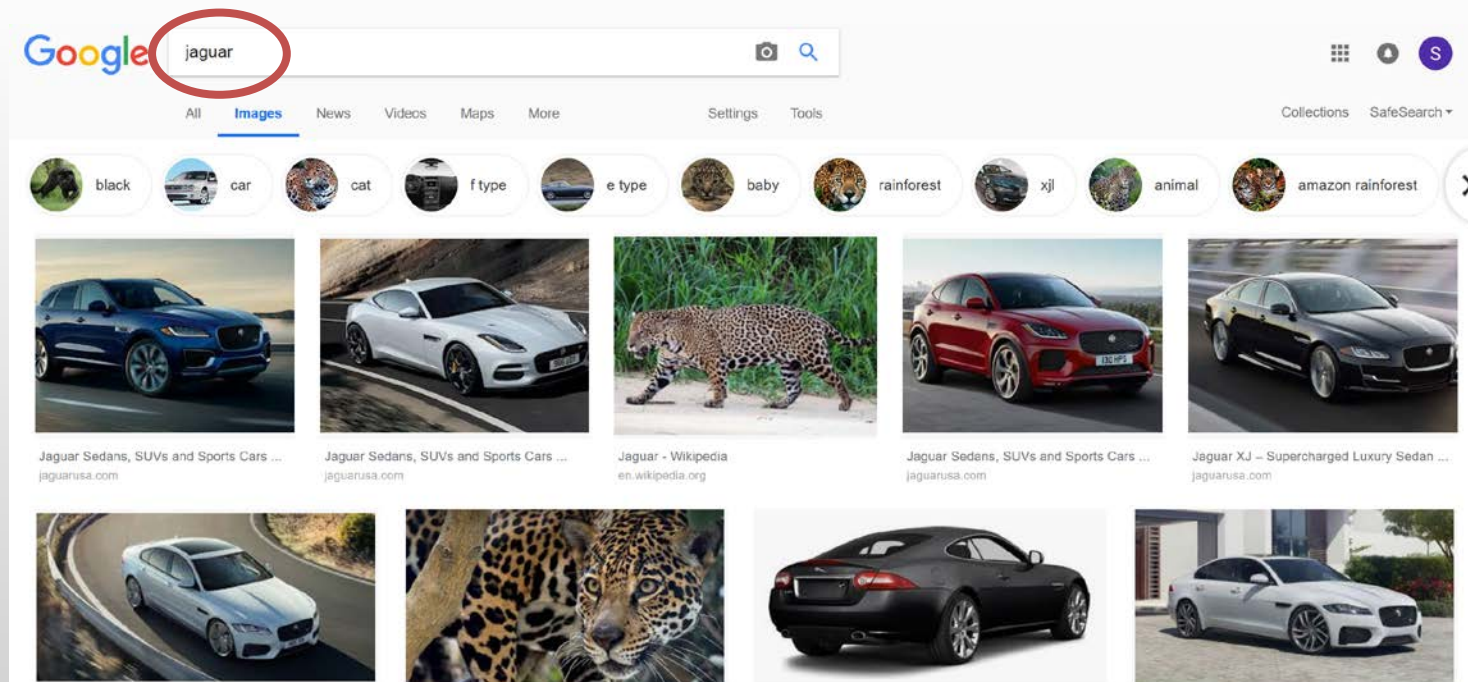 Google jaguar
S
All Images News Videos Maps More Settings Tools Collections SafeSearch
black car cat f type e type baby rainforest xjl animal amazon rainforest
Jaguar Sedans, SUVs and Sports Cars ...
jaguarusa.com
Jaguar Sedans, SUVs and Sports Cars ...
jaguarusa.com
Jaguar - Wikipedia
en.wikipedia.org
Jaguar Sedans, SUVs and Sports Cars ...
jaguarusa.com
Jaguar XJ – Supercharged Luxury Sedan ...
jaguarusa.com